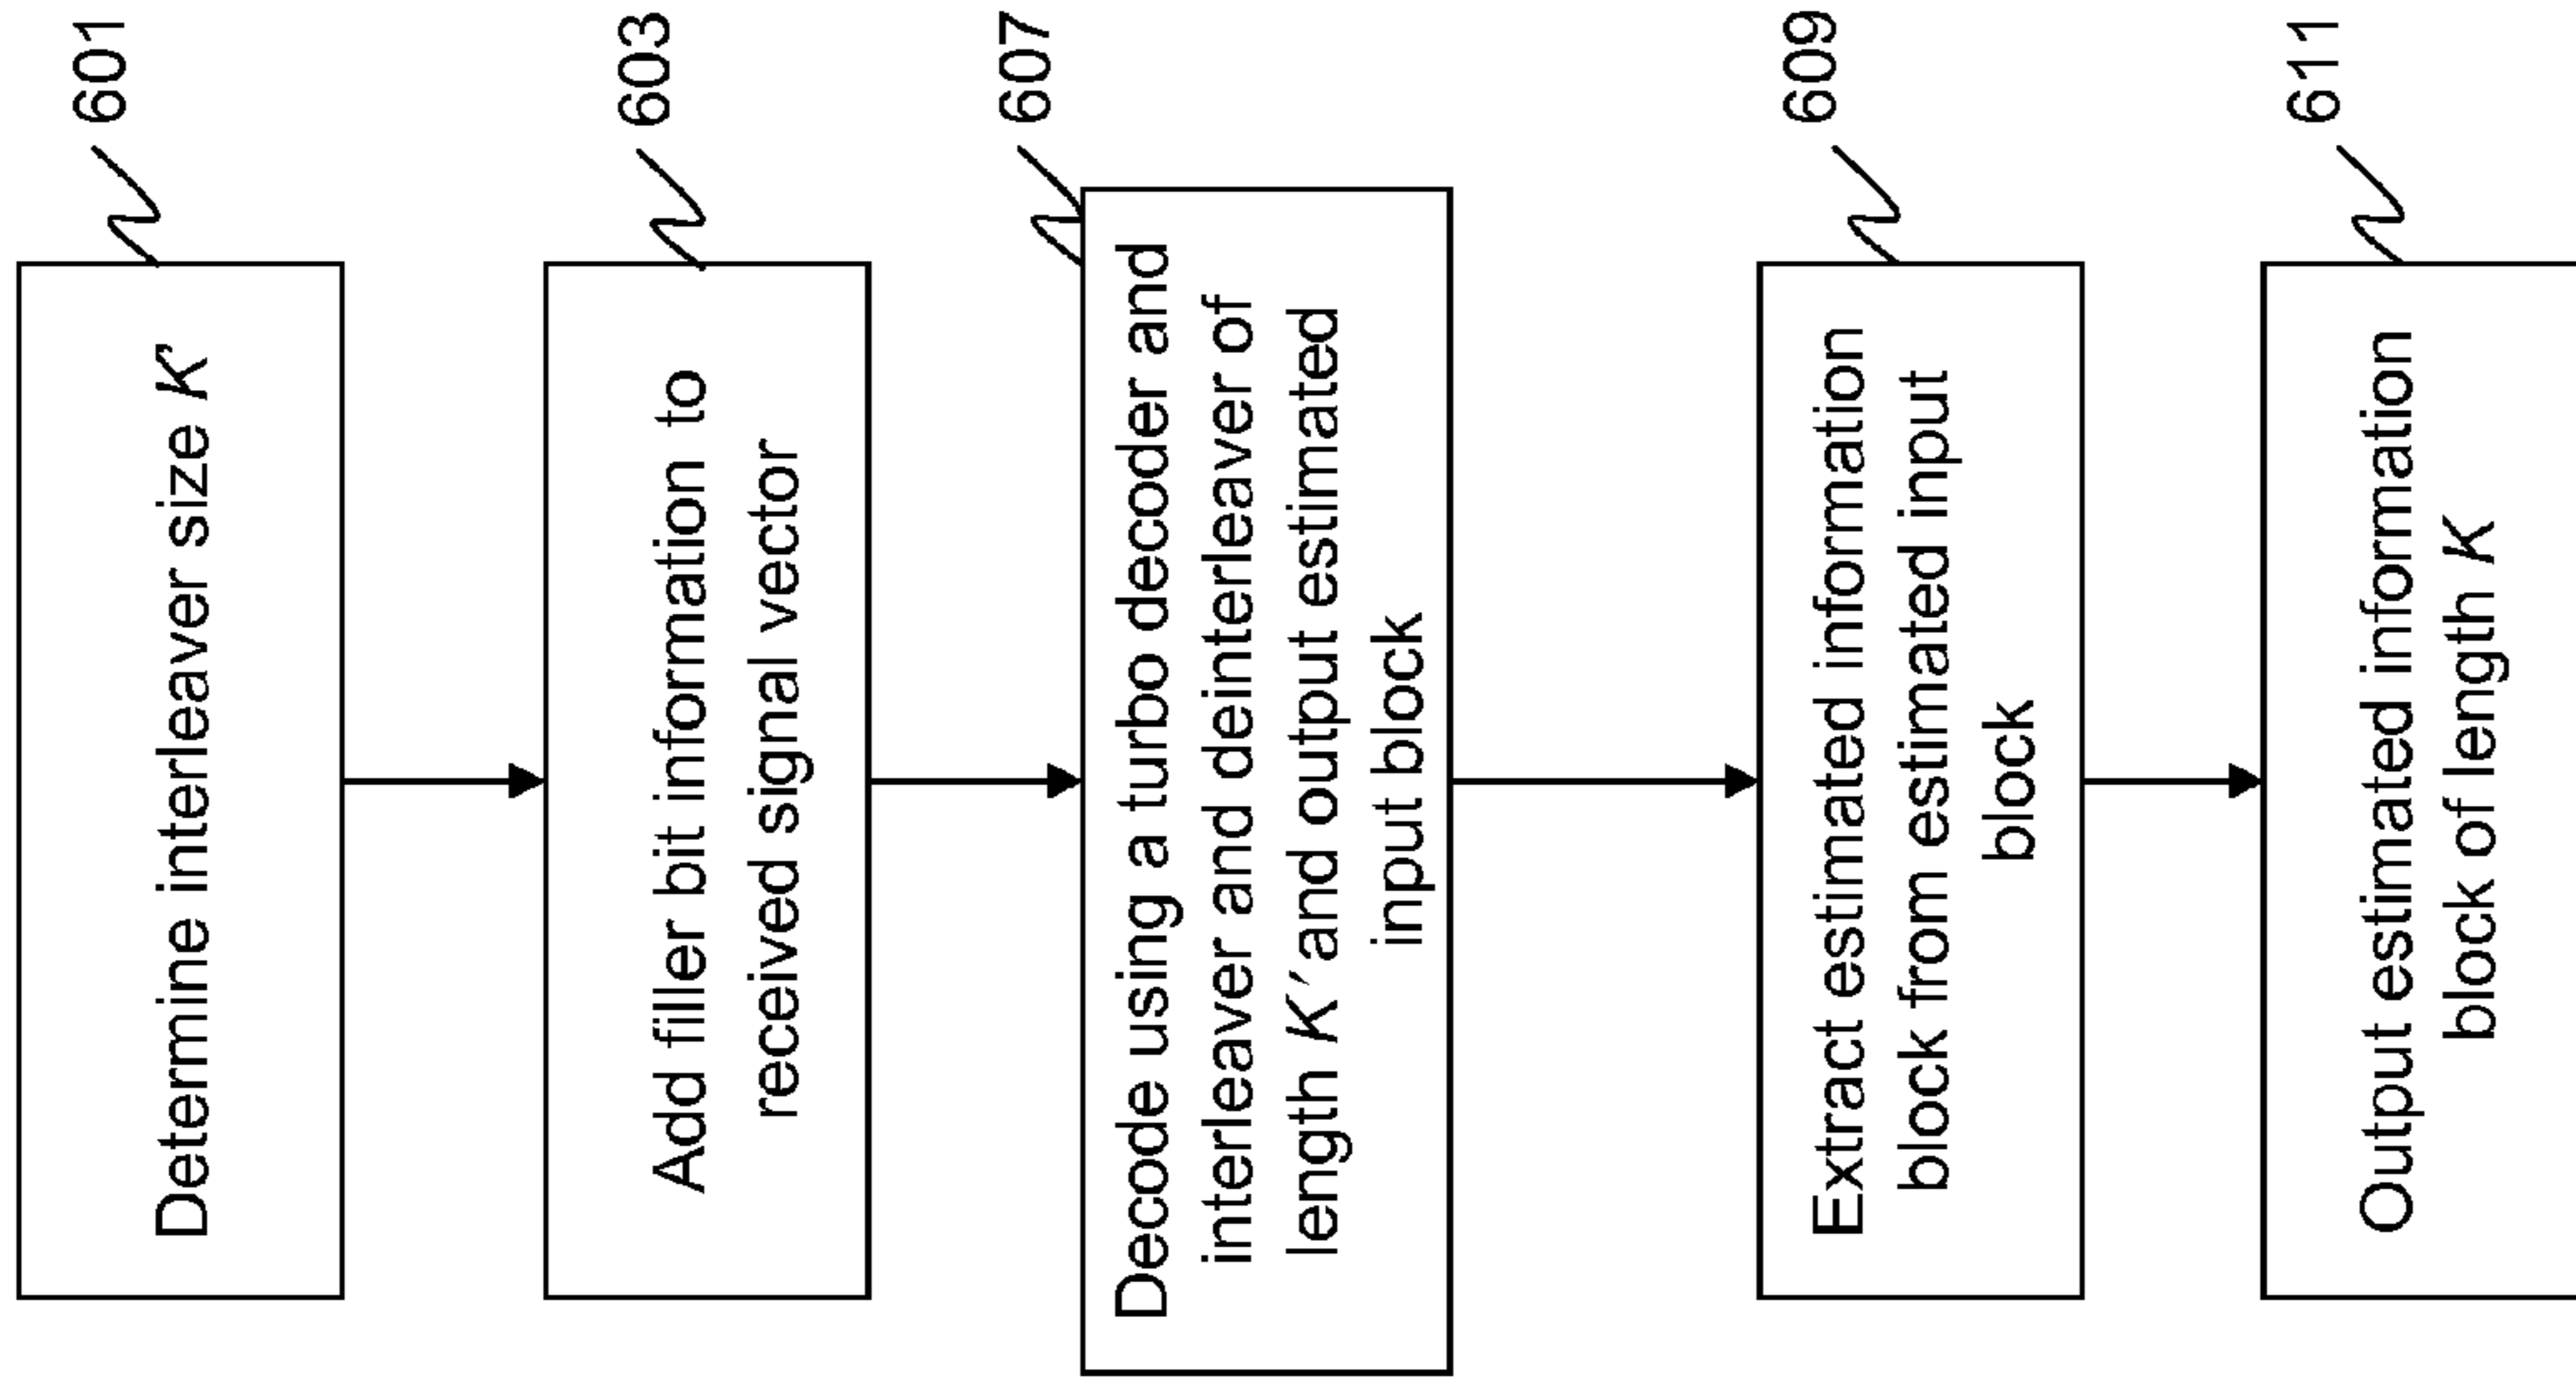 601
Determine interleaver size K'
603
Add filler bit information to
received signal vector
607
Decode using a turbo decoder and
interleaver and deinterleaver of
length K′and output estimated
input block
609
Extract estimated information
block from estimated input
block
611
Output estimated information
block of length K